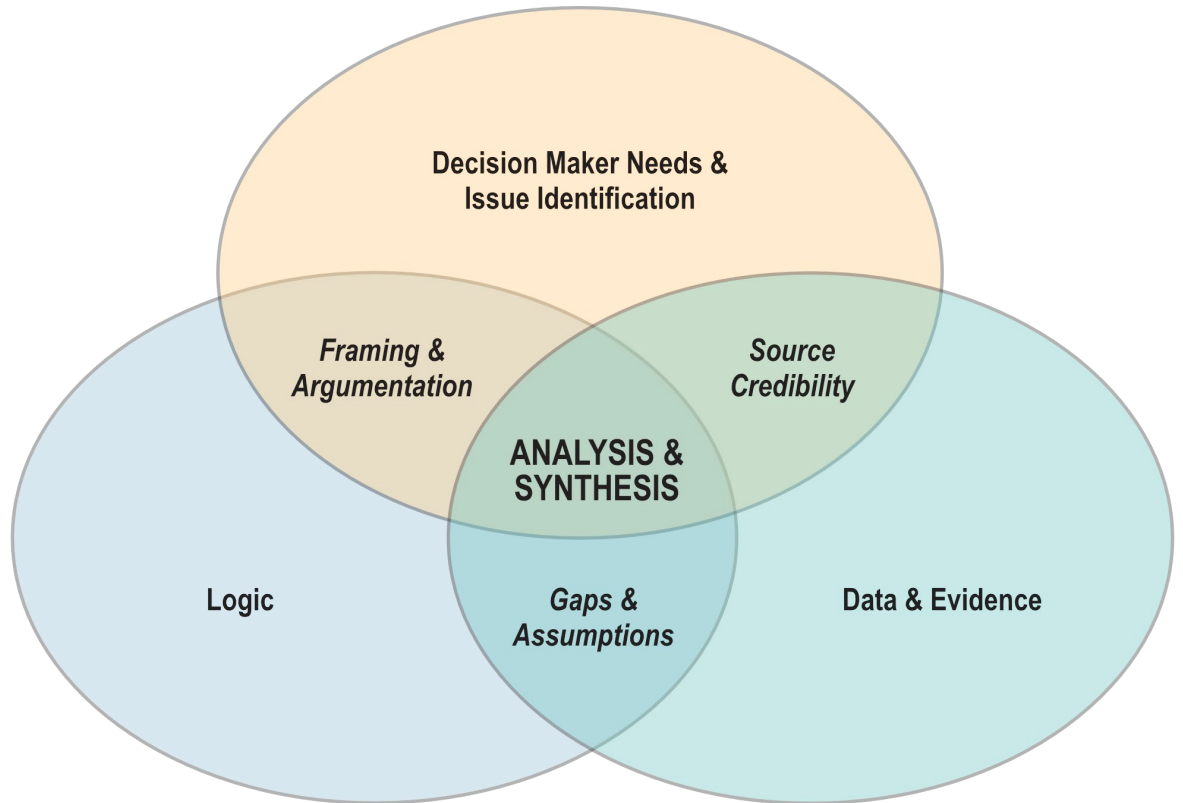 Decision Maker Needs &
Issue Identification
Framing &
Argumentation
Source
Credibility
ANALYSIS &
SYNTHESIS
Logic
Gaps &
Assumptions
Data & Evidence